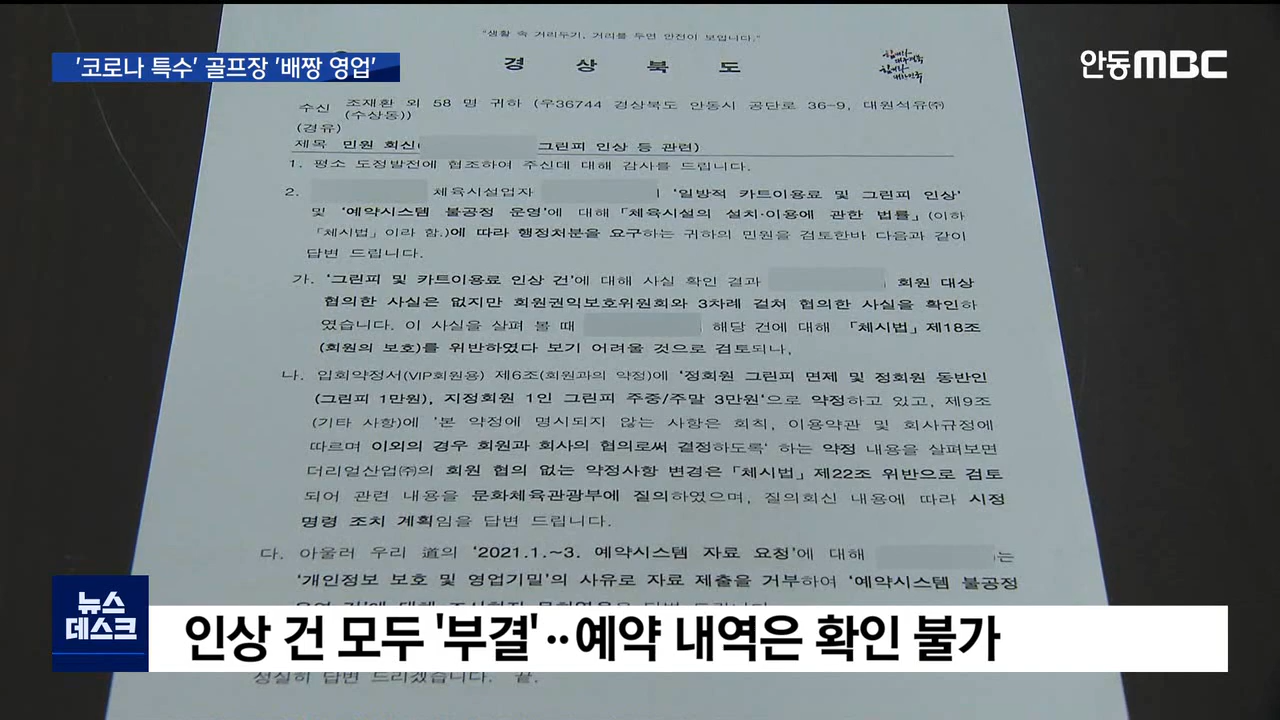 '코로나 특수' 골프장 '배짱 영업'
안동MBC
"생활 속 거리두기, 거리를 두면 안전이 보입니다."
경 상 북 도
수신 조재환 외 58 명 귀하 (우36744 경상북도 안동시 공단로 36-9, 대원석유㈜
(수상동))
(경유)
제목 민원 회신( 그린피 인상 등 관련)
1. 평소 도정발전에 협조하여 주신데 대해 감사를 드립니다.
2. 체육시설업자 '일방적 카트이용료 및 그린피 인상'
및 '예약시스템 불공정 운영'에 대해 「체육시설의 설치·이용에 관한 법률」(이하
「체시법」이라 함.)에 따라 행정처분을 요구하는 귀하의 민원을 검토한바 다음과 같이
답변 드립니다.
가. '그린피 및 카트이용료 인상 건'에 대해 사실 확인 결과 회원 대상
협의한 사실은 없지만 회원권익보호위원회와 3차례 걸쳐 협의한 사실을 확인하
였습니다. 이 사실을 살펴 볼 때 해당 건에 대해 「체시법」제18조
(회원의 보호)를 위반하였다 보기 어려울 것으로 검토되나,
나. 입회약정서(VIP회원용) 제6조(회원과의 약정)에 '정회원 그린피 면제 및 정회원 동반인
(그린피 1만원), 지정회원 1인 그린피 주중/주말 3만원'으로 약정하고 있고, 제9조
(기타 사항)에 '본 약정에 명시되지 않는 사항은 회칙, 이용약관 및 회사규정에
따르며 이외의 경우 회원과 회사의 협의로써 결정하도록' 하는 약정 내용을 살펴보면
더리얼산업㈜의 회원 협의 없는 약정사항 변경은 「체시법」제22조 위반으로 검토
되어 관련 내용을 문화체육관광부에 질의하였으며, 질의회신 내용에 따라 시정
명령 조치 계획임을 답변 드립니다.
다. 아울러 우리 道의 '2021.1.~3. 예약시스템 자료 요청'에 대해 는
'개인정보 보호 및 영업기밀'의 사유로 자료 제출을 거부하여 '예약시스템 불공정
뉴스
데스크
인상 건 모두 '부결'··예약 내역은 확인 불가
성실히 답변 드리겠습니다. 끝.